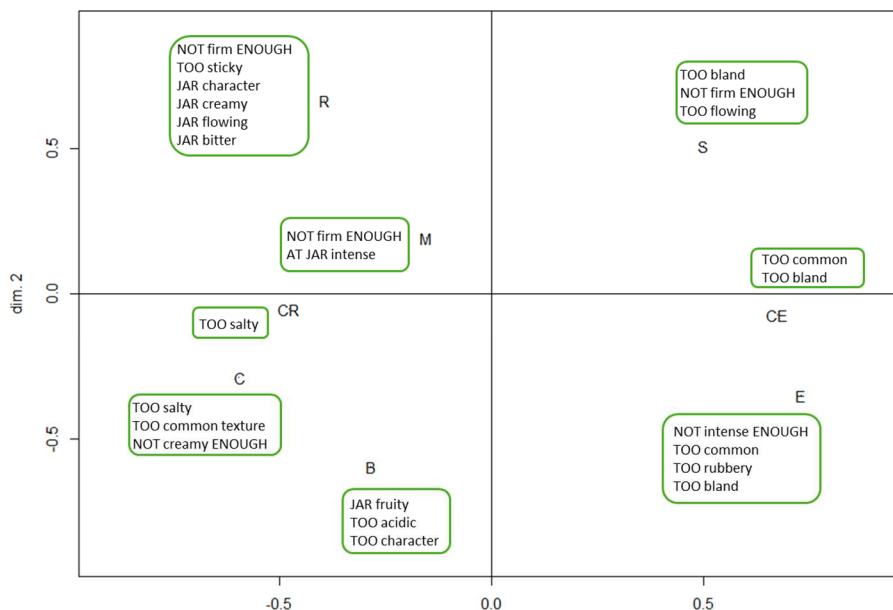 NOT firm ENOUGH
TOO sticky
JAR character
JAR creamy
JAR flowing
JAR bitter
R
TOO bland
NOT firm ENOUGH
TOO flowing
S
0.5
NOT firm ENOUGH
AT JAR intense
M
TOO common
TOO bland
dim. 2
0.0
CR
TOO salty
CE
C
TOO salty
TOO common texture
NOT creamy ENOUGH
E
NOT intense ENOUGH
TOO common
TOO rubbery
TOO bland
-0.5
B
JAR fruity
TOO acidic
TOO character
-0.5
0.0
0.5